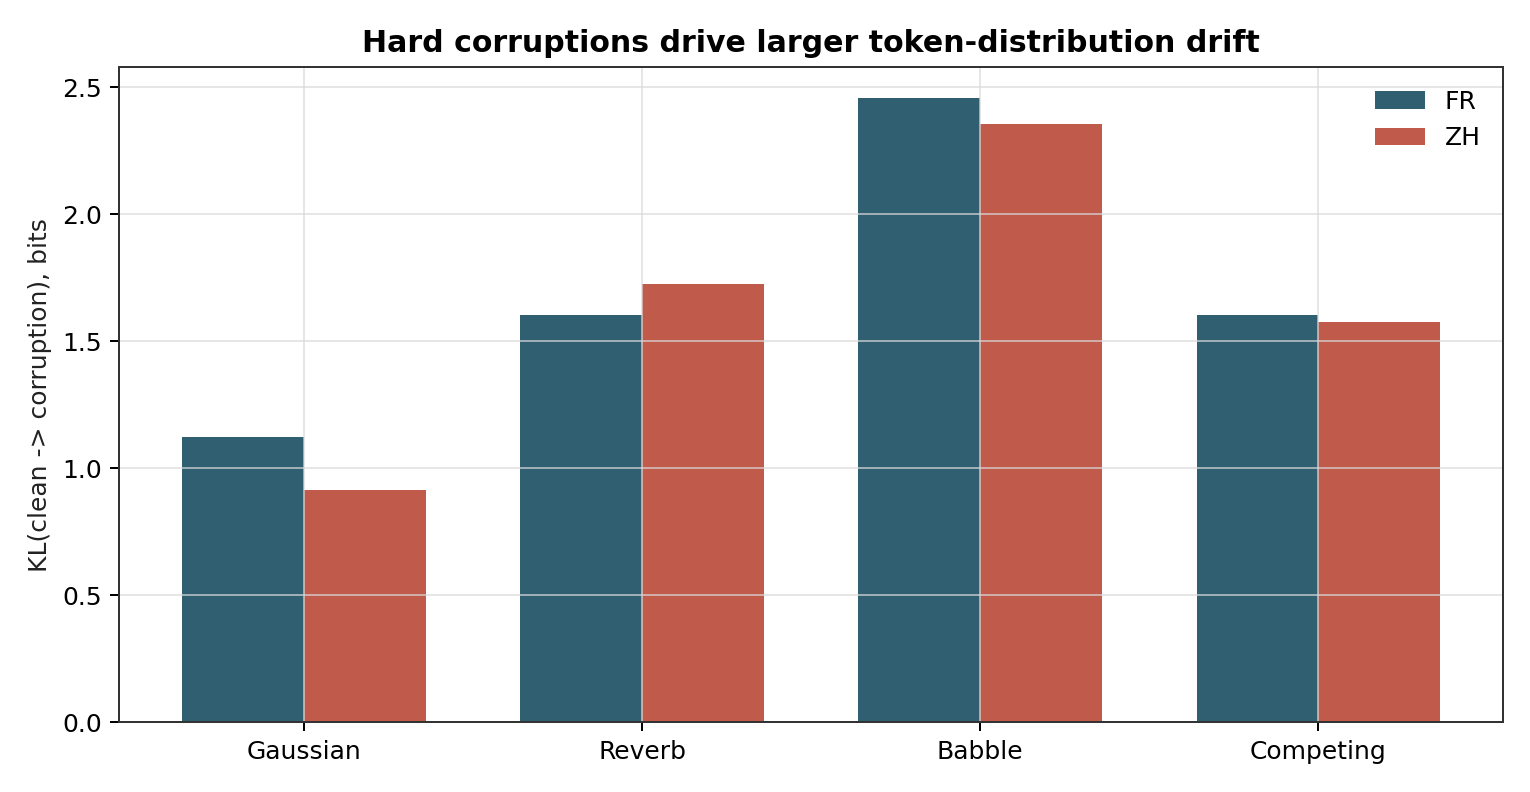 Hard corruptions drive larger token-distribution drift
KL(clean -> corruption), bits
2.5
2.0
1.5
1.0
0.5
0.0
FR
ZH
Gaussian Reverb Babble Competing